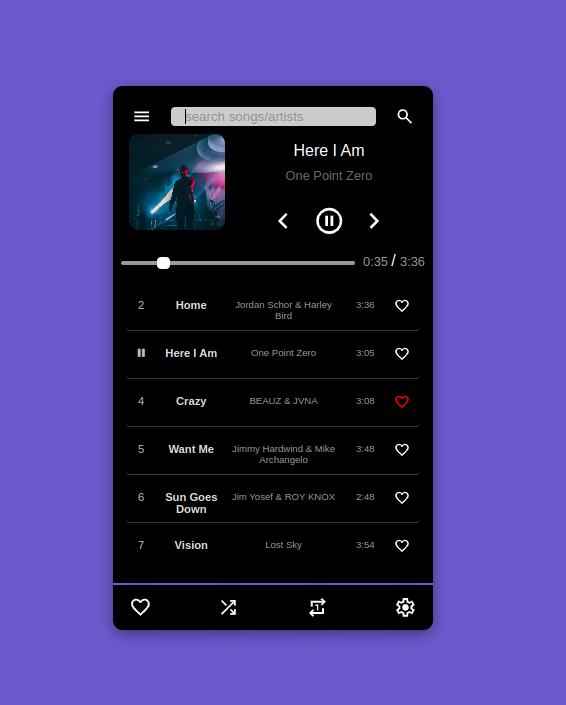 search songs/artists
Here I Am
One Point Zero
0:35 / 3:36
2 Home Jordan Schor & Harley 3:36
Bird
Here I Am One Point Zero 3:05
4 Crazy BEAUZ & JVNA 3:08
5 Want Me Jimmy Hardwind & Mike 3:48
Archangelo
6 Sun Goes Jim Yosef & ROY KNOX 2:48
Down
7 Vision Lost Sky 3:54
1